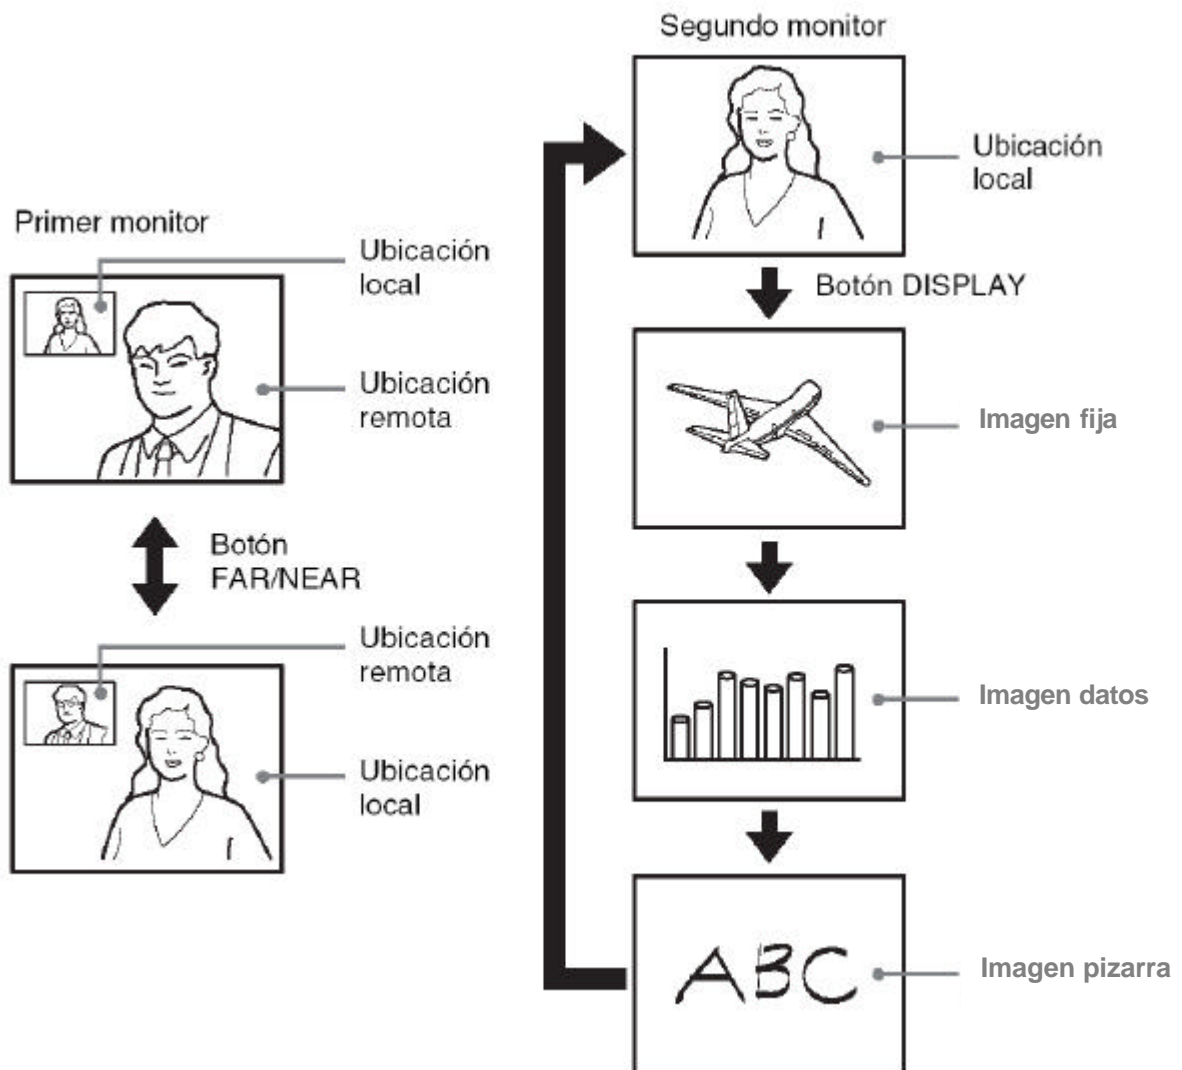 Segundo monitor
Ubicación
local
Primer monitor
Ubicación
local
Ubicación
remota
Botón
FAR/NEAR
Ubicación
remota
Ubicación
local
Botón DISPLAY
Imagen fija
Imagen datos
ABC
Imagen pizarra